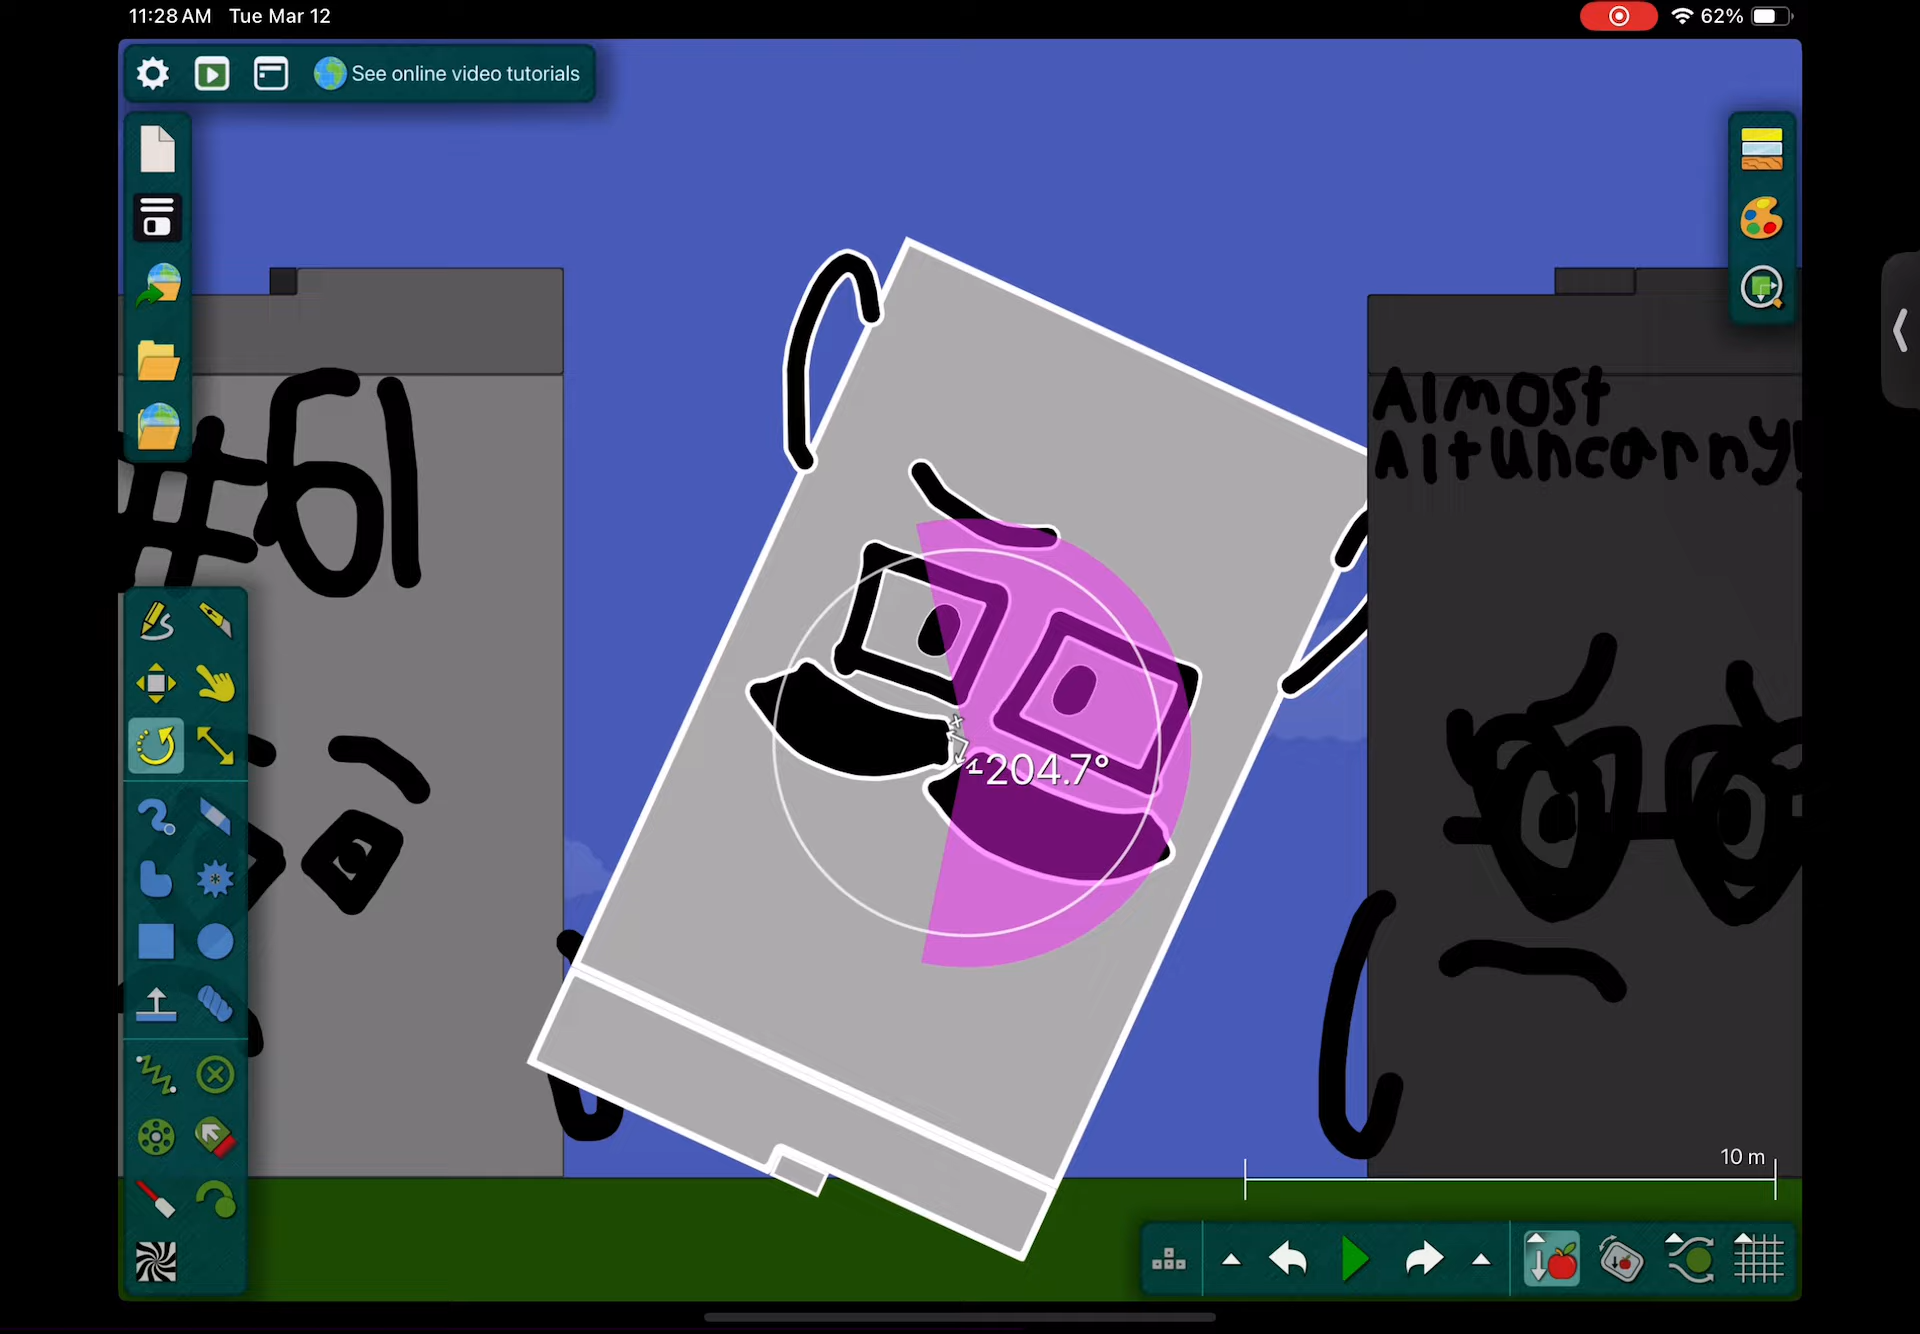 11:28 AM Tue Mar 12
62%
See online video tutorials
#61
Almost
AltUncanny!
-204.7°
10 m